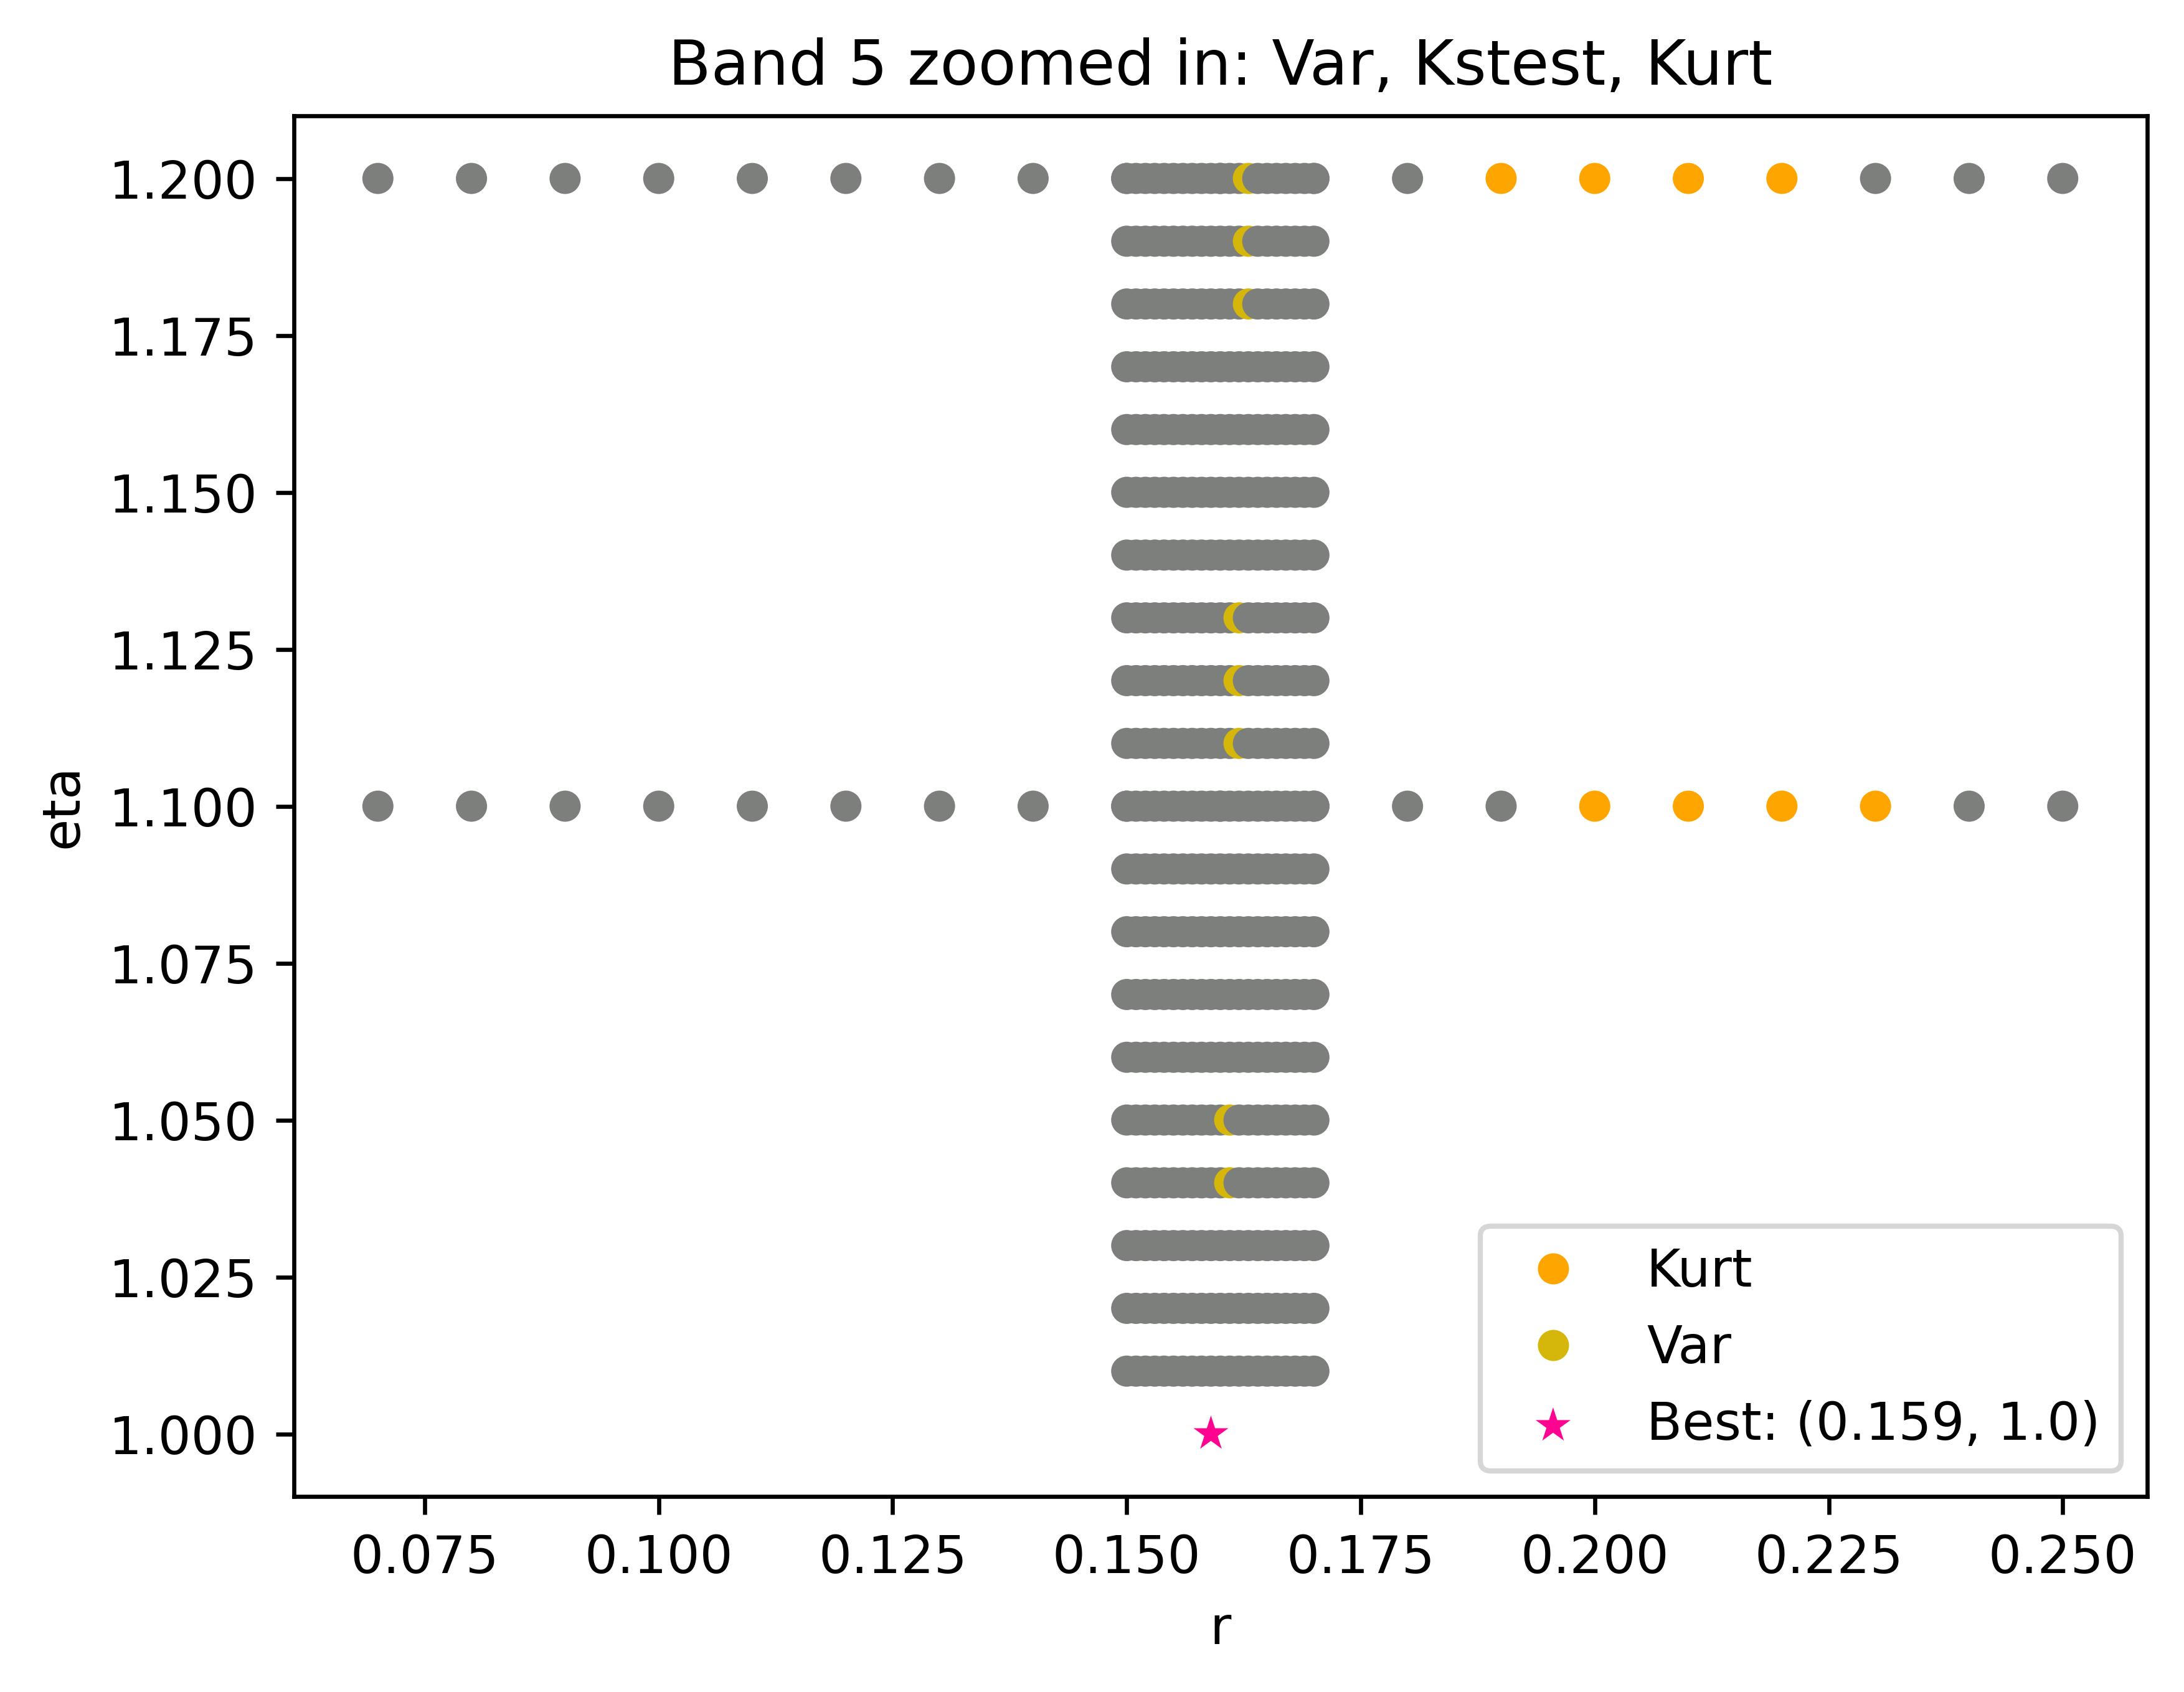 Band 5 zoomed in: Var, Kstest, Kurt
1.200
1.175
1.150
1.125
1.100
1.075
1.050
1.025
1.000
eta
Kurt
Var
Best: (0.159, 1.0)
0.075 0.100 0.125 0.150 0.175 0.200 0.225 0.250
r